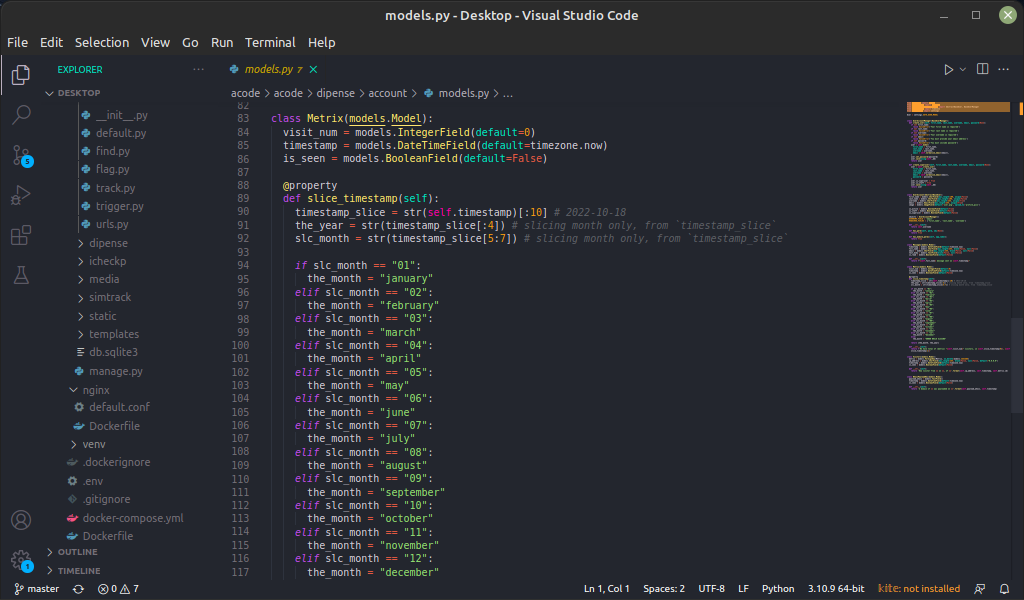 models.py - Desktop - Visual Studio Code
File Edit Selection View Go Run Terminal Help
EXPLORER ...
DESKTOP
__init__.py
default.py
find.py
flag.py
track.py
trigger.py
urls.py
dipense
icheckp
media
simtrack
static
templates
db.sqlite3
manage.py
nginx
default.conf
Dockerfile
venv
.dockerignore
.env
.gitignore
docker-compose.yml
Dockerfile
OUTLINE
TIMELINE
5
1
models.py 7
acode > acode > dipense > account > models.py > ...
82
83 class Metrix(models.Model):
84 visit_num = models.IntegerField(default=0)
85 timestamp = models.DateTimeField(default=timezone.now)
86 is_seen = models.BooleanField(default=False)
87
88 @property
89 def slice_timestamp(self):
90 timestamp_slice = str(self.timestamp)[:10] # 2022-10-18
91 the_year = str(timestamp_slice[:4]) # slicing month only, from `timestamp_slice`
92 slc_month = str(timestamp_slice[5:7]) # slicing month only, from `timestamp_slice`
93
94 if slc_month == "01":
95 the_month = "january"
96 elif slc_month == "02":
97 the_month = "february"
98 elif slc_month == "03":
99 the_month = "march"
100 elif slc_month == "04":
101 the_month = "april"
102 elif slc_month == "05":
103 the_month = "may"
104 elif slc_month == "06":
105 the_month = "june"
106 elif slc_month == "07":
107 the_month = "july"
108 elif slc_month == "08":
109 the_month = "august"
110 elif slc_month == "09":
111 the_month = "september"
112 elif slc_month == "10":
113 the_month = "october"
114 elif slc_month == "11":
115 the_month = "november"
116 elif slc_month == "12":
117 the_month = "december"
master 0 7 Ln 1, Col 1 Spaces: 2 UTF-8 LF Python 3.10.9 64-bit kite: not installed